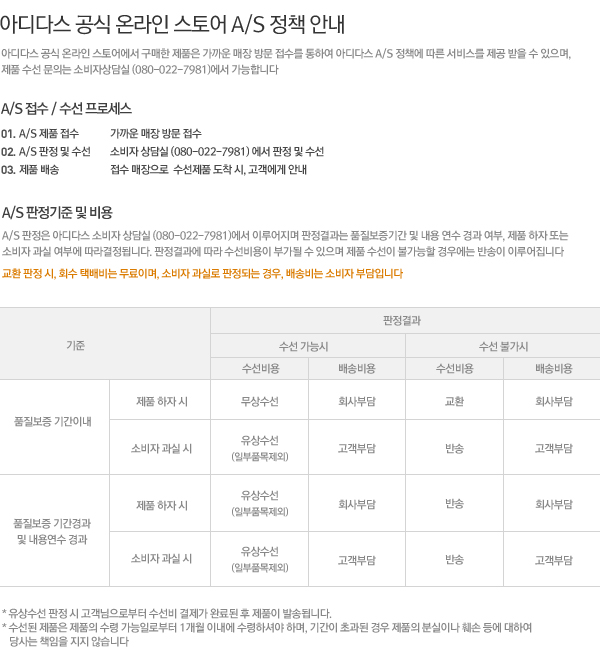 아디다스 공식 온라인 스토어 A/S 정책 안내
아디다스 공식 온라인 스토어에서 구매한 제품은 가까운 매장 방문 접수를 통하여 아디다스 A/S 정책에 따른 서비스를 제공 받을 수 있으며,
제품 수선 문의는 소비자상담실 (080-022-7981)에서 가능합니다
A/S 접수 / 수선 프로세스
01. A/S 제품 접수 가까운 매장 방문 접수
02. A/S 판정 및 수선 소비자 상담실 (080-022-7981) 에서 판정 및 수선
03. 제품 배송 접수 매장으로 수선제품 도착 시, 고객에게 안내
A/S 판정기준 및 비용
A/S 판정은 아디다스 소비자 상담실 (080-022-7981)에서 이루어지며 판정결과는 품질보증기간 및 내용 연수 경과 여부, 제품 하자 또는
소비자 과실 여부에 따라결정됩니다. 판정결과에 따라 수선비용이 부가될 수 있으며 제품 수선이 불가능할 경우에는 반송이 이루어집니다
교환 판정 시, 회수 택배비는 무료이며, 소비자 과실로 판정되는 경우, 배송비는 소비자 부담입니다
기준 판정결과
수선 가능시 수선 불가시
수선비용 배송비용 수선비용 배송비용
품질보증 기간이내 제품 하자 시 무상수선 회사부담 교환 회사부담
소비자 과실 시 유상수선 고객부담 반송 고객부담
(일부품목제외)
품질보증 기간경과
및 내용연수 경과
제품 하자 시 유상수선 회사부담 반송 회사부담
(일부품목제외)
소비자 과실 시 유상수선 고객부담 반송 고객부담
(일부품목제외)
* 유상수선 판정 시 고객님으로부터 수선비 결제가 완료된 후 제품이 발송됩니다.
* 수선된 제품은 제품의 수령 가능일로부터 1개월 이내에 수령하셔야 하며, 기간이 초과된 경우 제품의 분실이나 훼손 등에 대하여
당사는 책임을 지지 않습니다